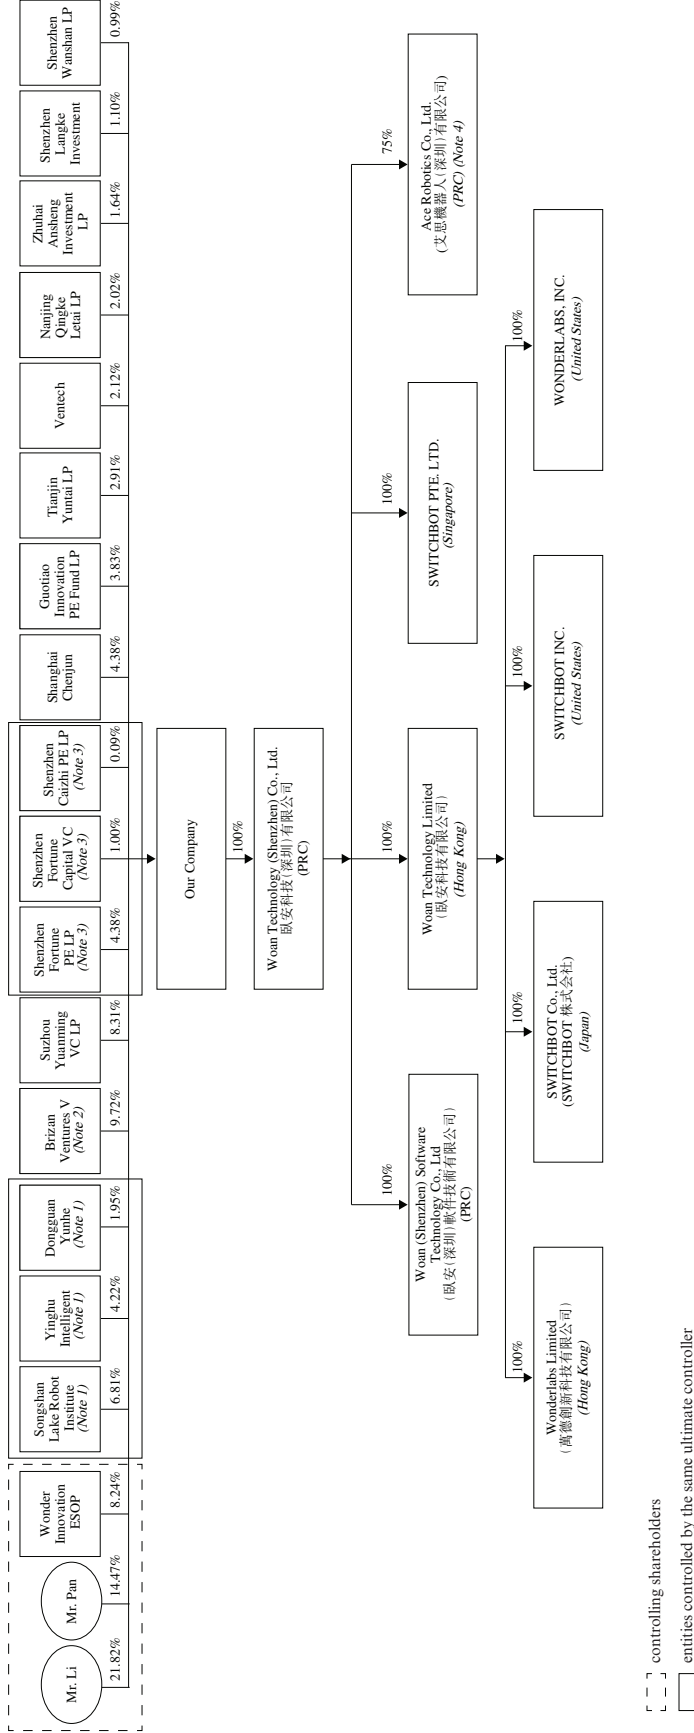 Mr. Li
21.82%
Mr. Pan
14.47%
Wonder
Innovation
ESOP
8.24%
Songshan
Lake Robot
Institute
(Note 1)
6.81%
Yinghu
Intelligent
(Note 1)
4.22%
Dongguan
Yunhe
(Note 1)
1.95%
Brizan
Ventures V
(Note 2)
9.72%
Suzhou
Yuanming
VC LP
8.31%
Shenzhen
Fortune
PE LP
(Note 3)
4.38%
Shenzhen
Fortune
Capital VC
(Note 3)
1.00%
Shenzhen
Caizhi PE LP
(Note 3)
0.09%
Shanghai
Chenjun
4.38%
Guotiao
Innovation
PE Fund LP
3.83%
Tianjin
Yuntai LP
2.91%
Ventech
2.12%
Nanjing
Qingke
Letai LP
2.02%
Zhuhai
Ansheng
Investment
LP
1.64%
Shenzhen
Langke
Investment
1.10%
Shenzhen
Wanshan LP
0.99%
Our Company
100%
Woan Technology (Shenzhen) Co., Ltd.
臥安科技(深圳)有限公司
(PRC)
100%
Woan (Shenzhen) Software
Technology Co., Ltd
(臥安(深圳)軟件技術有限公司)
(PRC)
100%
Woan Technology Limited
(臥安科技有限公司)
(Hong Kong)
100%
SWITCHBOT PTE. LTD.
(Singapore)
75%
Ace Robotics Co., Ltd.
(艾思機器人(深圳)有限公司)
(PRC) (Note 4)
100%
Wonderlabs Limited
(萬德創新科技有限公司)
(Hong Kong)
100%
SWITCHBOT Co., Ltd.
(SWITCHBOT 株式会社)
(Japan)
100%
SWITCHBOT INC.
(United States)
100%
WONDERLABS, INC.
(United States)
controlling shareholders
entities controlled by the same ultimate controller